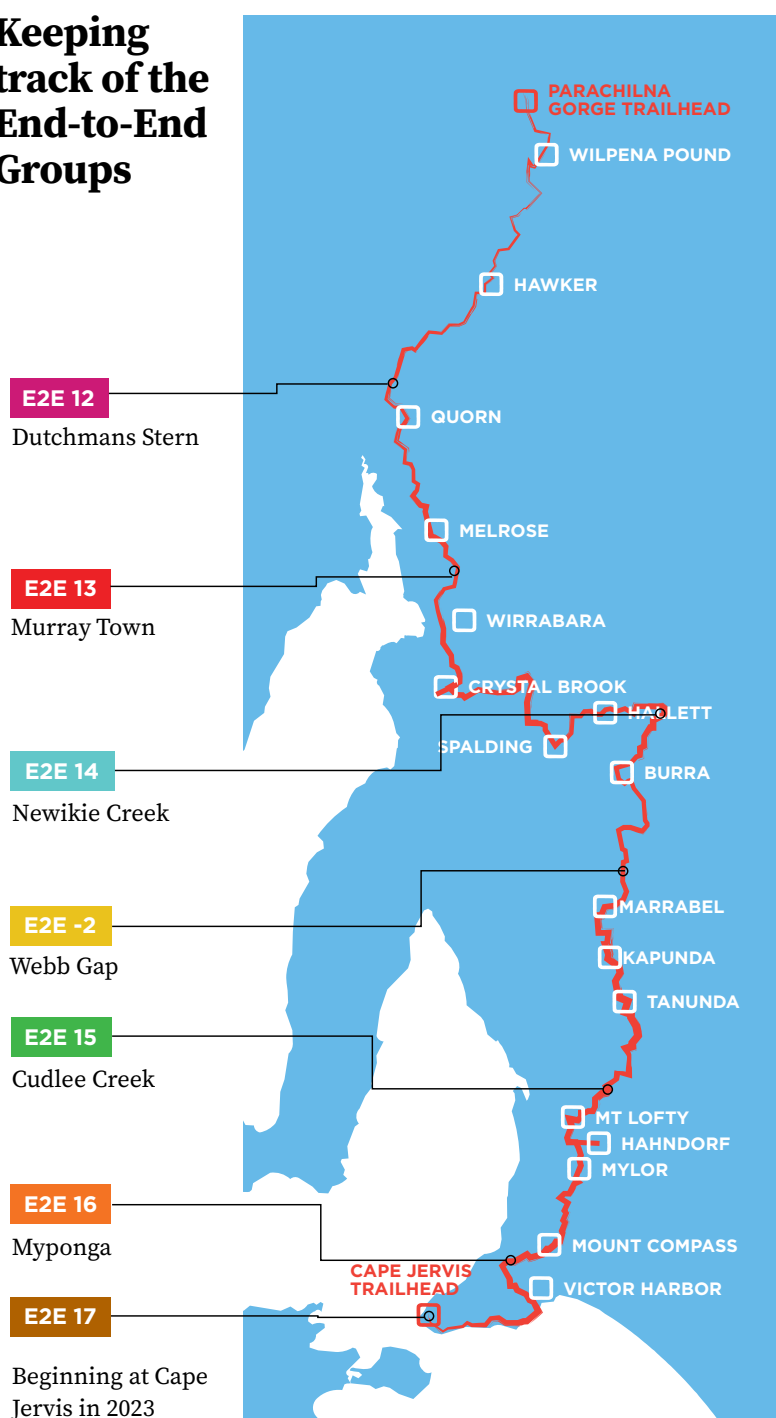 Keeping
track of the
End-to-End
Groups
PARACHILNA
GORGE TRAILHEAD
WILPENA POUND
HAWKER
E2E 12
Dutchmans Stern
QUORN
MELROSE
E2E 13
Murray Town
WIRRABARA
CRYSTAL BROOK
HALLETT
SPALDING
E2E 14
Newikie Creek
BURRA
MARRABEL
E2E -2
Webb Gap
KAPUNDA
TANUNDA
E2E 15
Cudlee Creek
MT LOFTY
HAHNDORF
MYLOR
E2E 16
Myponga
MOUNT COMPASS
CAPE JERVIS
TRAILHEAD
VICTOR HARBOR
E2E 17
Beginning at Cape
Jervis in 2023